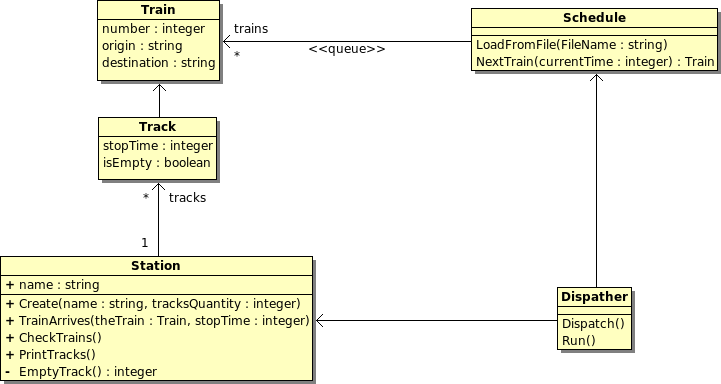 Train
number : integer
origin : string
destination : string
trains
*
<<queue>>
Schedule
LoadFromFile(FileName : string)
NextTrain(currentTime : integer) : Train
Track
stopTime : integer
isEmpty : boolean
* tracks
1
Station
+ name : string
+ Create(name : string, tracksQuantity : integer)
+ TrainArrives(theTrain : Train, stopTime : integer)
+ CheckTrains()
+ PrintTracks()
- EmptyTrack() : integer
Dispather
Dispatch()
Run()